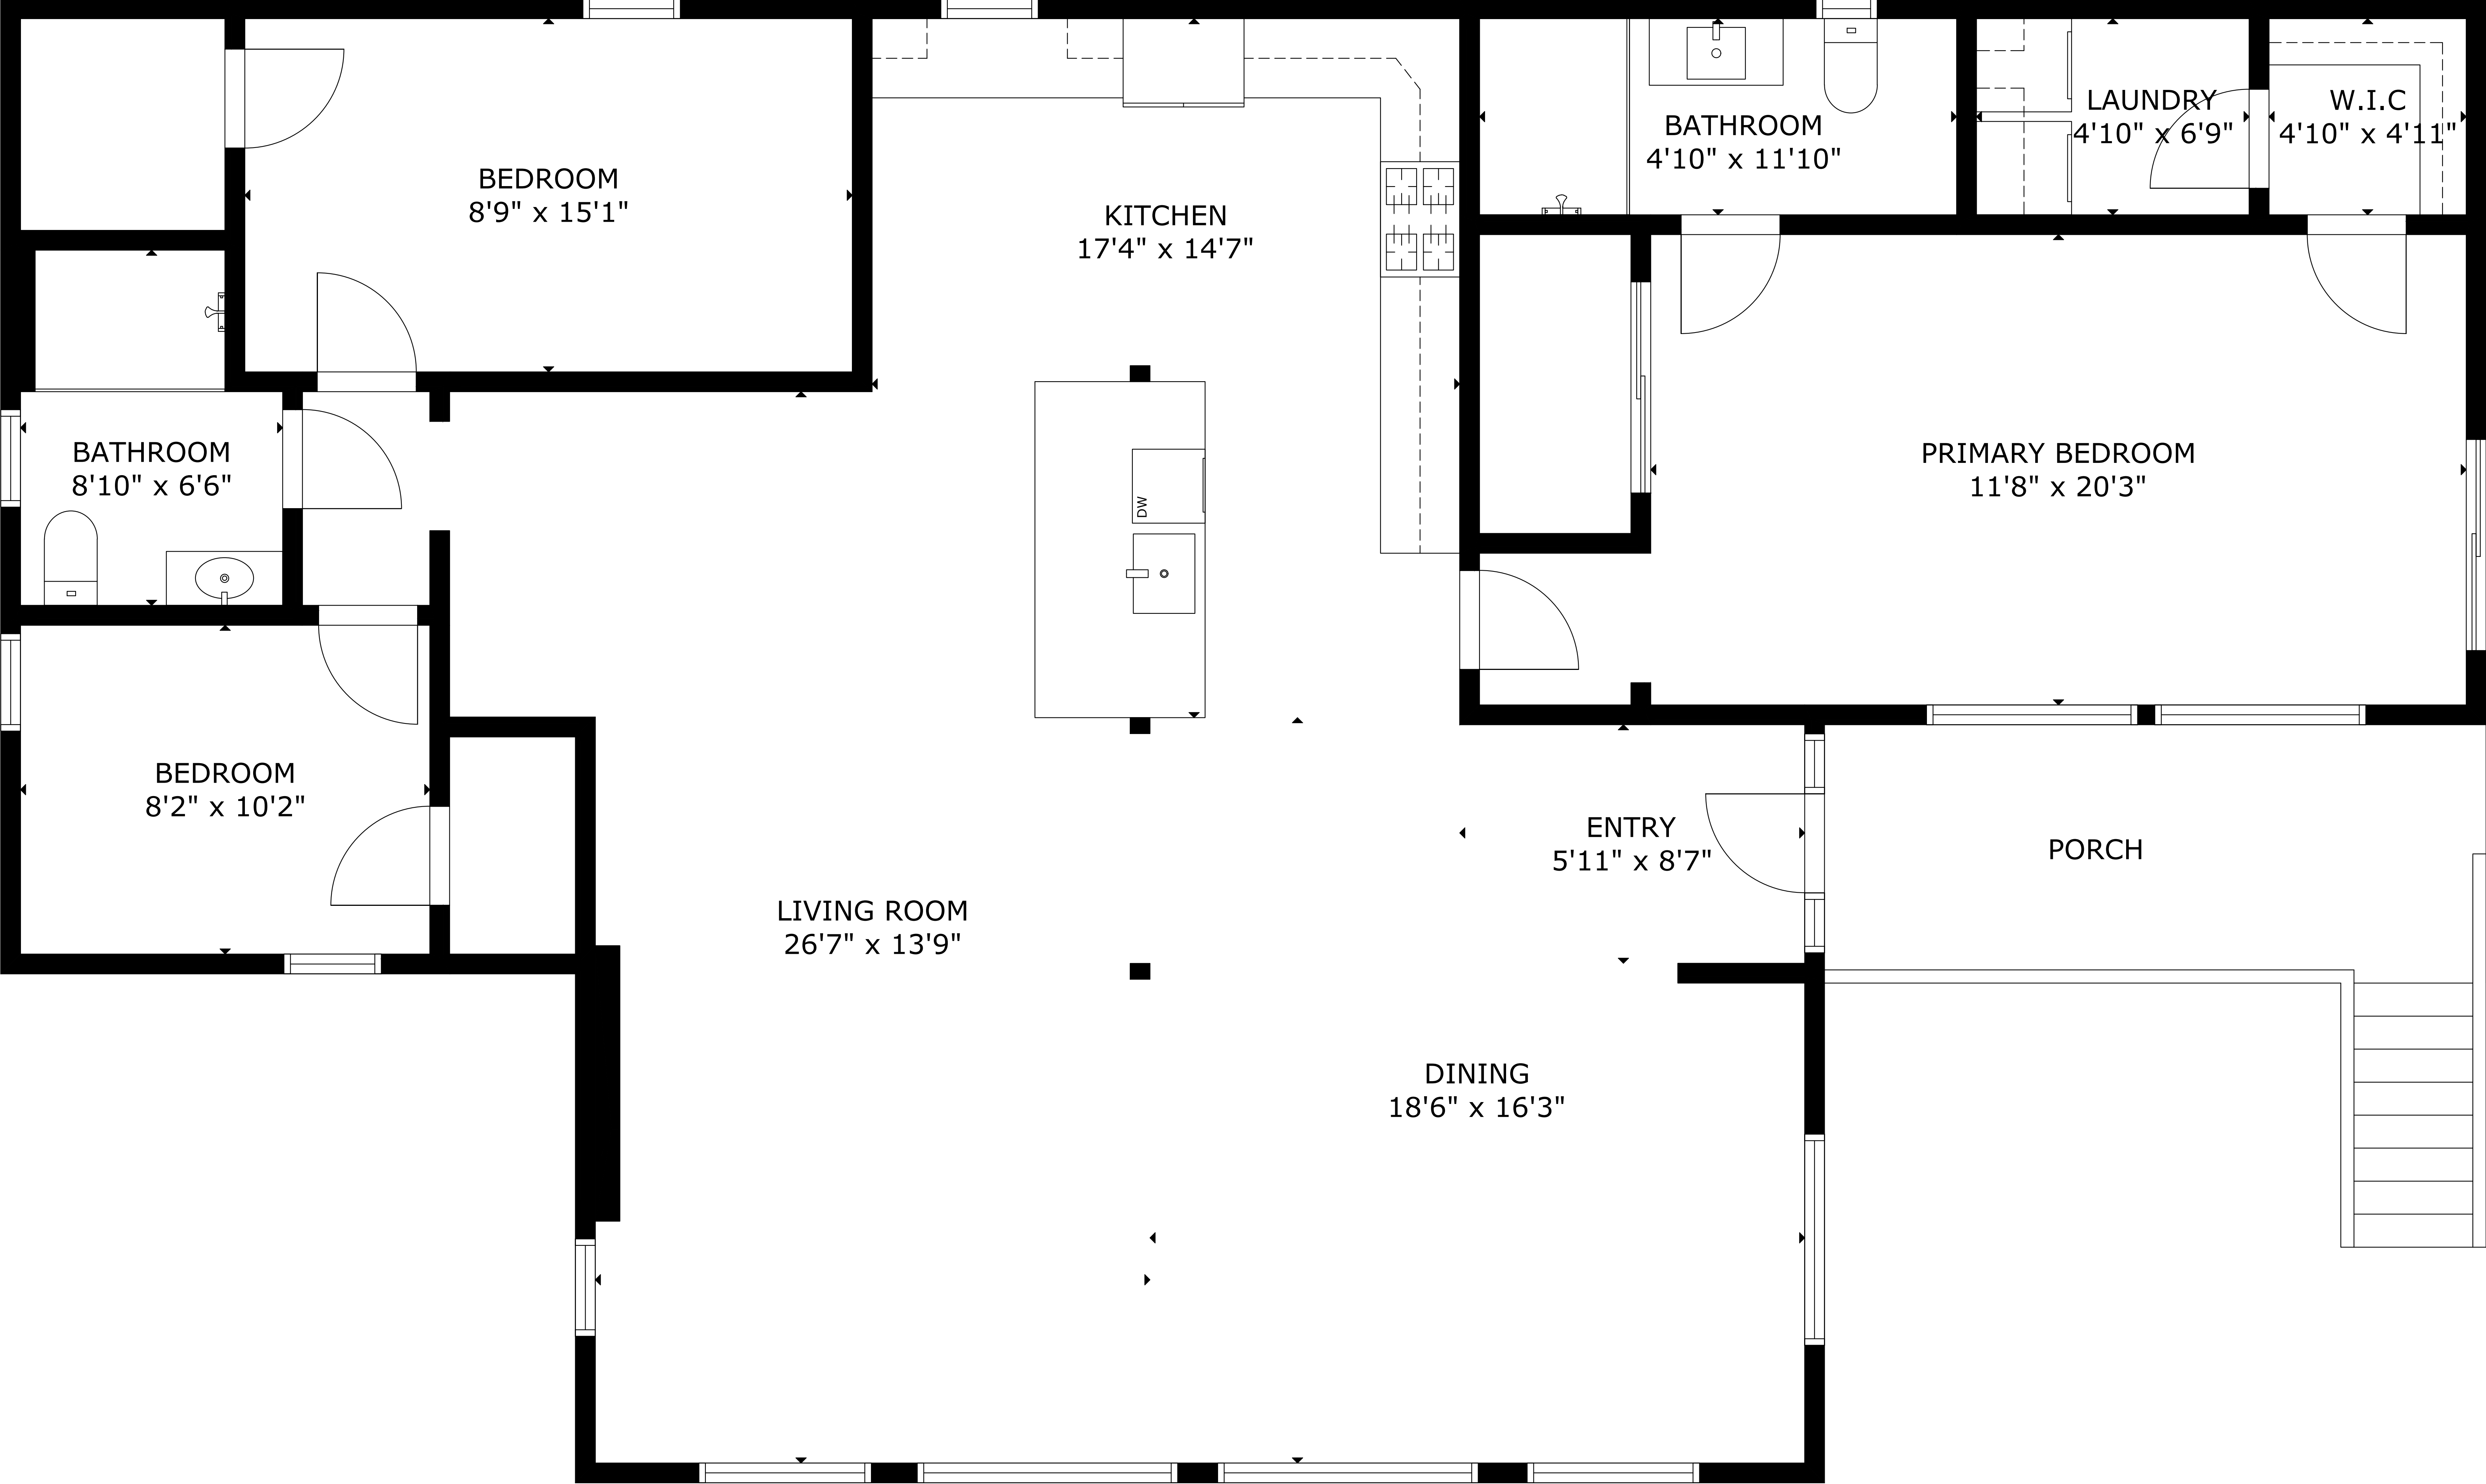 BEDROOM
8'9" x 15'1"
KITCHEN
17'4" x 14'7"
BATHROOM
4'10" x 11'10"
LAUNDRY
4'10" x 6'9"
W.I.C
4'10" x 4'11"
BATHROOM
8'10" x 6'6"
DW
PRIMARY BEDROOM
11'8" x 20'3"
BEDROOM
8'2" x 10'2"
LIVING ROOM
26'7" x 13'9"
ENTRY
5'11" x 8'7"
PORCH
DINING
18'6" x 16'3"